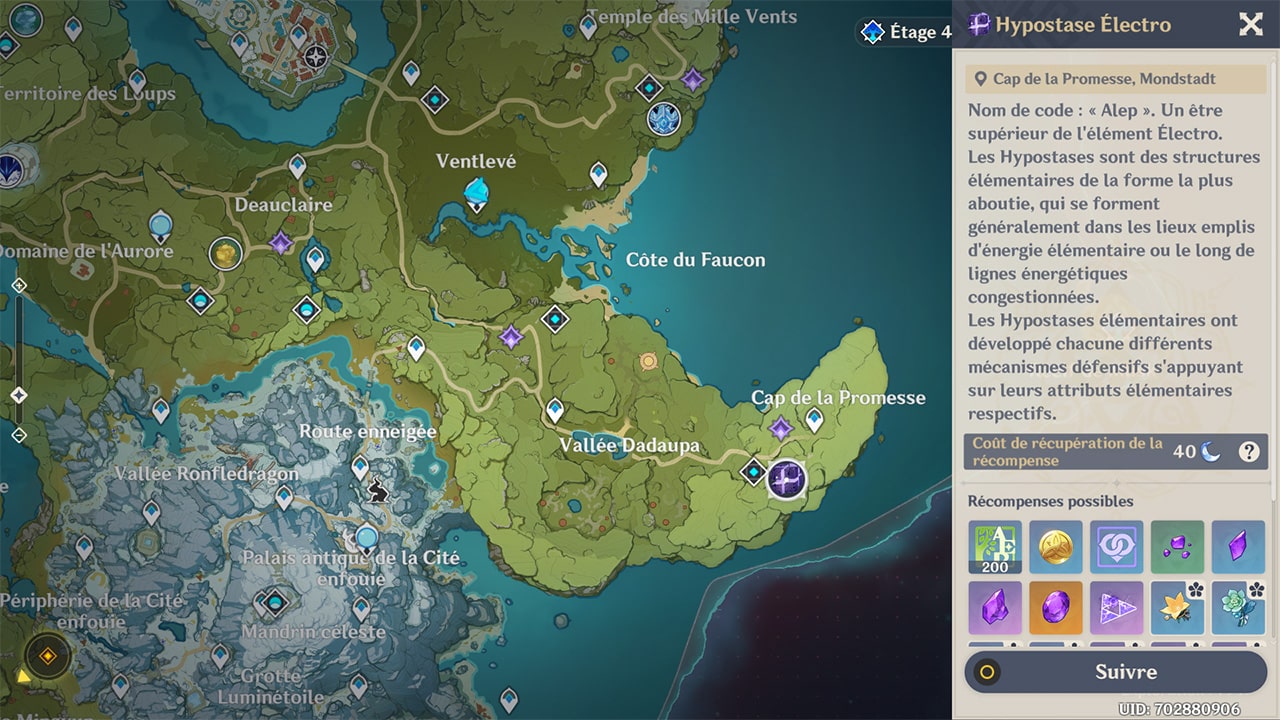 Temple des Mille Vents
Étage 4
Territoire des Loups
Ventlevé
Deauclaire
Domaine de l'Aurore
Côte du Faucon
Cap de la Promesse
Route enneigée
Vallée Dadaupa
Vallée Ronfledragon
Palais antique de la Cité
enfouie
Périphérie de la Cité
enfouie
Mandrin céleste
Grotte
Luminétoile
Hypostase Électro
Cap de la Promesse, Mondstadt
Nom de code : « Alep ». Un être
supérieur de l'élément Électro.
Les Hypostases sont des structures
élémentaires de la forme la plus
aboutie, qui se forment
généralement dans les lieux emplis
d'énergie élémentaire ou le long de
lignes énergétiques
congestionnées.
Les Hypostases élémentaires ont
développé chacune différents
mécanismes défensifs s'appuyant
sur leurs attributs élémentaires
respectifs.
Coût de récupération de la
récompense
40
?
Récompenses possibles
200
Suivre
UID: 702880906